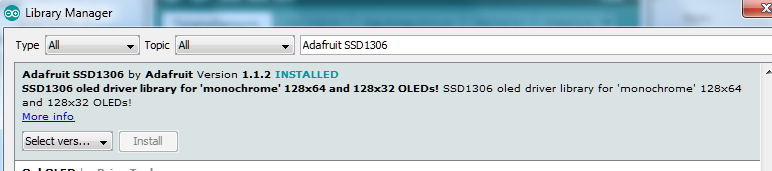 Library Manager
Type All Topic All Adafruit SSD1306
Adafruit SSD1306 by Adafruit Version 1.1.2 INSTALLED
SSD1306 oled driver library for 'monochrome' 128x64 and 128x32 OLEDs! SSD1306 oled driver library for 'monochrome' 128x64
and 128x32 OLEDs!
More info
Select vers... Install